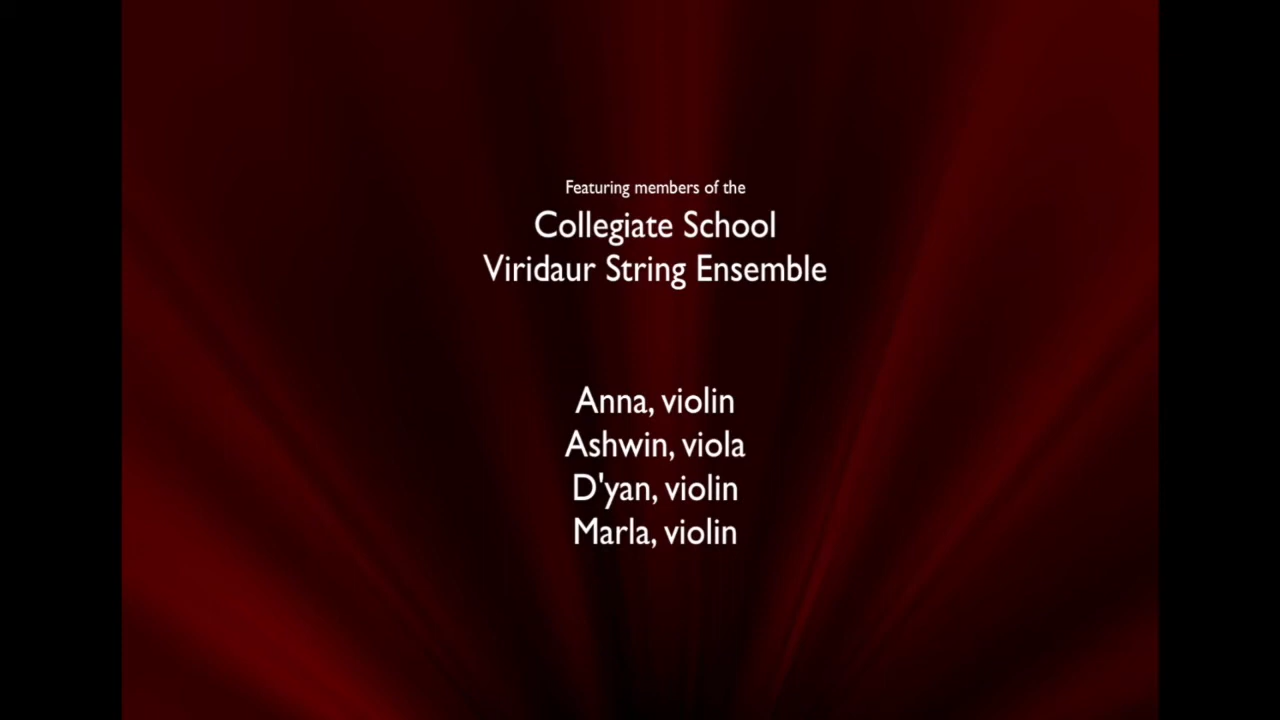 Featuring members of the
Collegiate School
Viridaur String Ensemble
Anna, violin
Ashwin, viola
D'yan, violin
Marla, violin